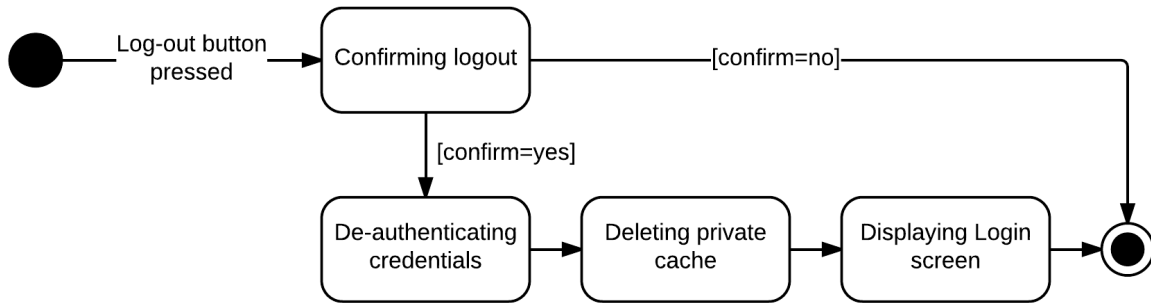 Log-out button
pressed
Confirming logout
[confirm=no]
[confirm=yes]
De-authenticating
credentials
Deleting private
cache
Displaying Login
screen